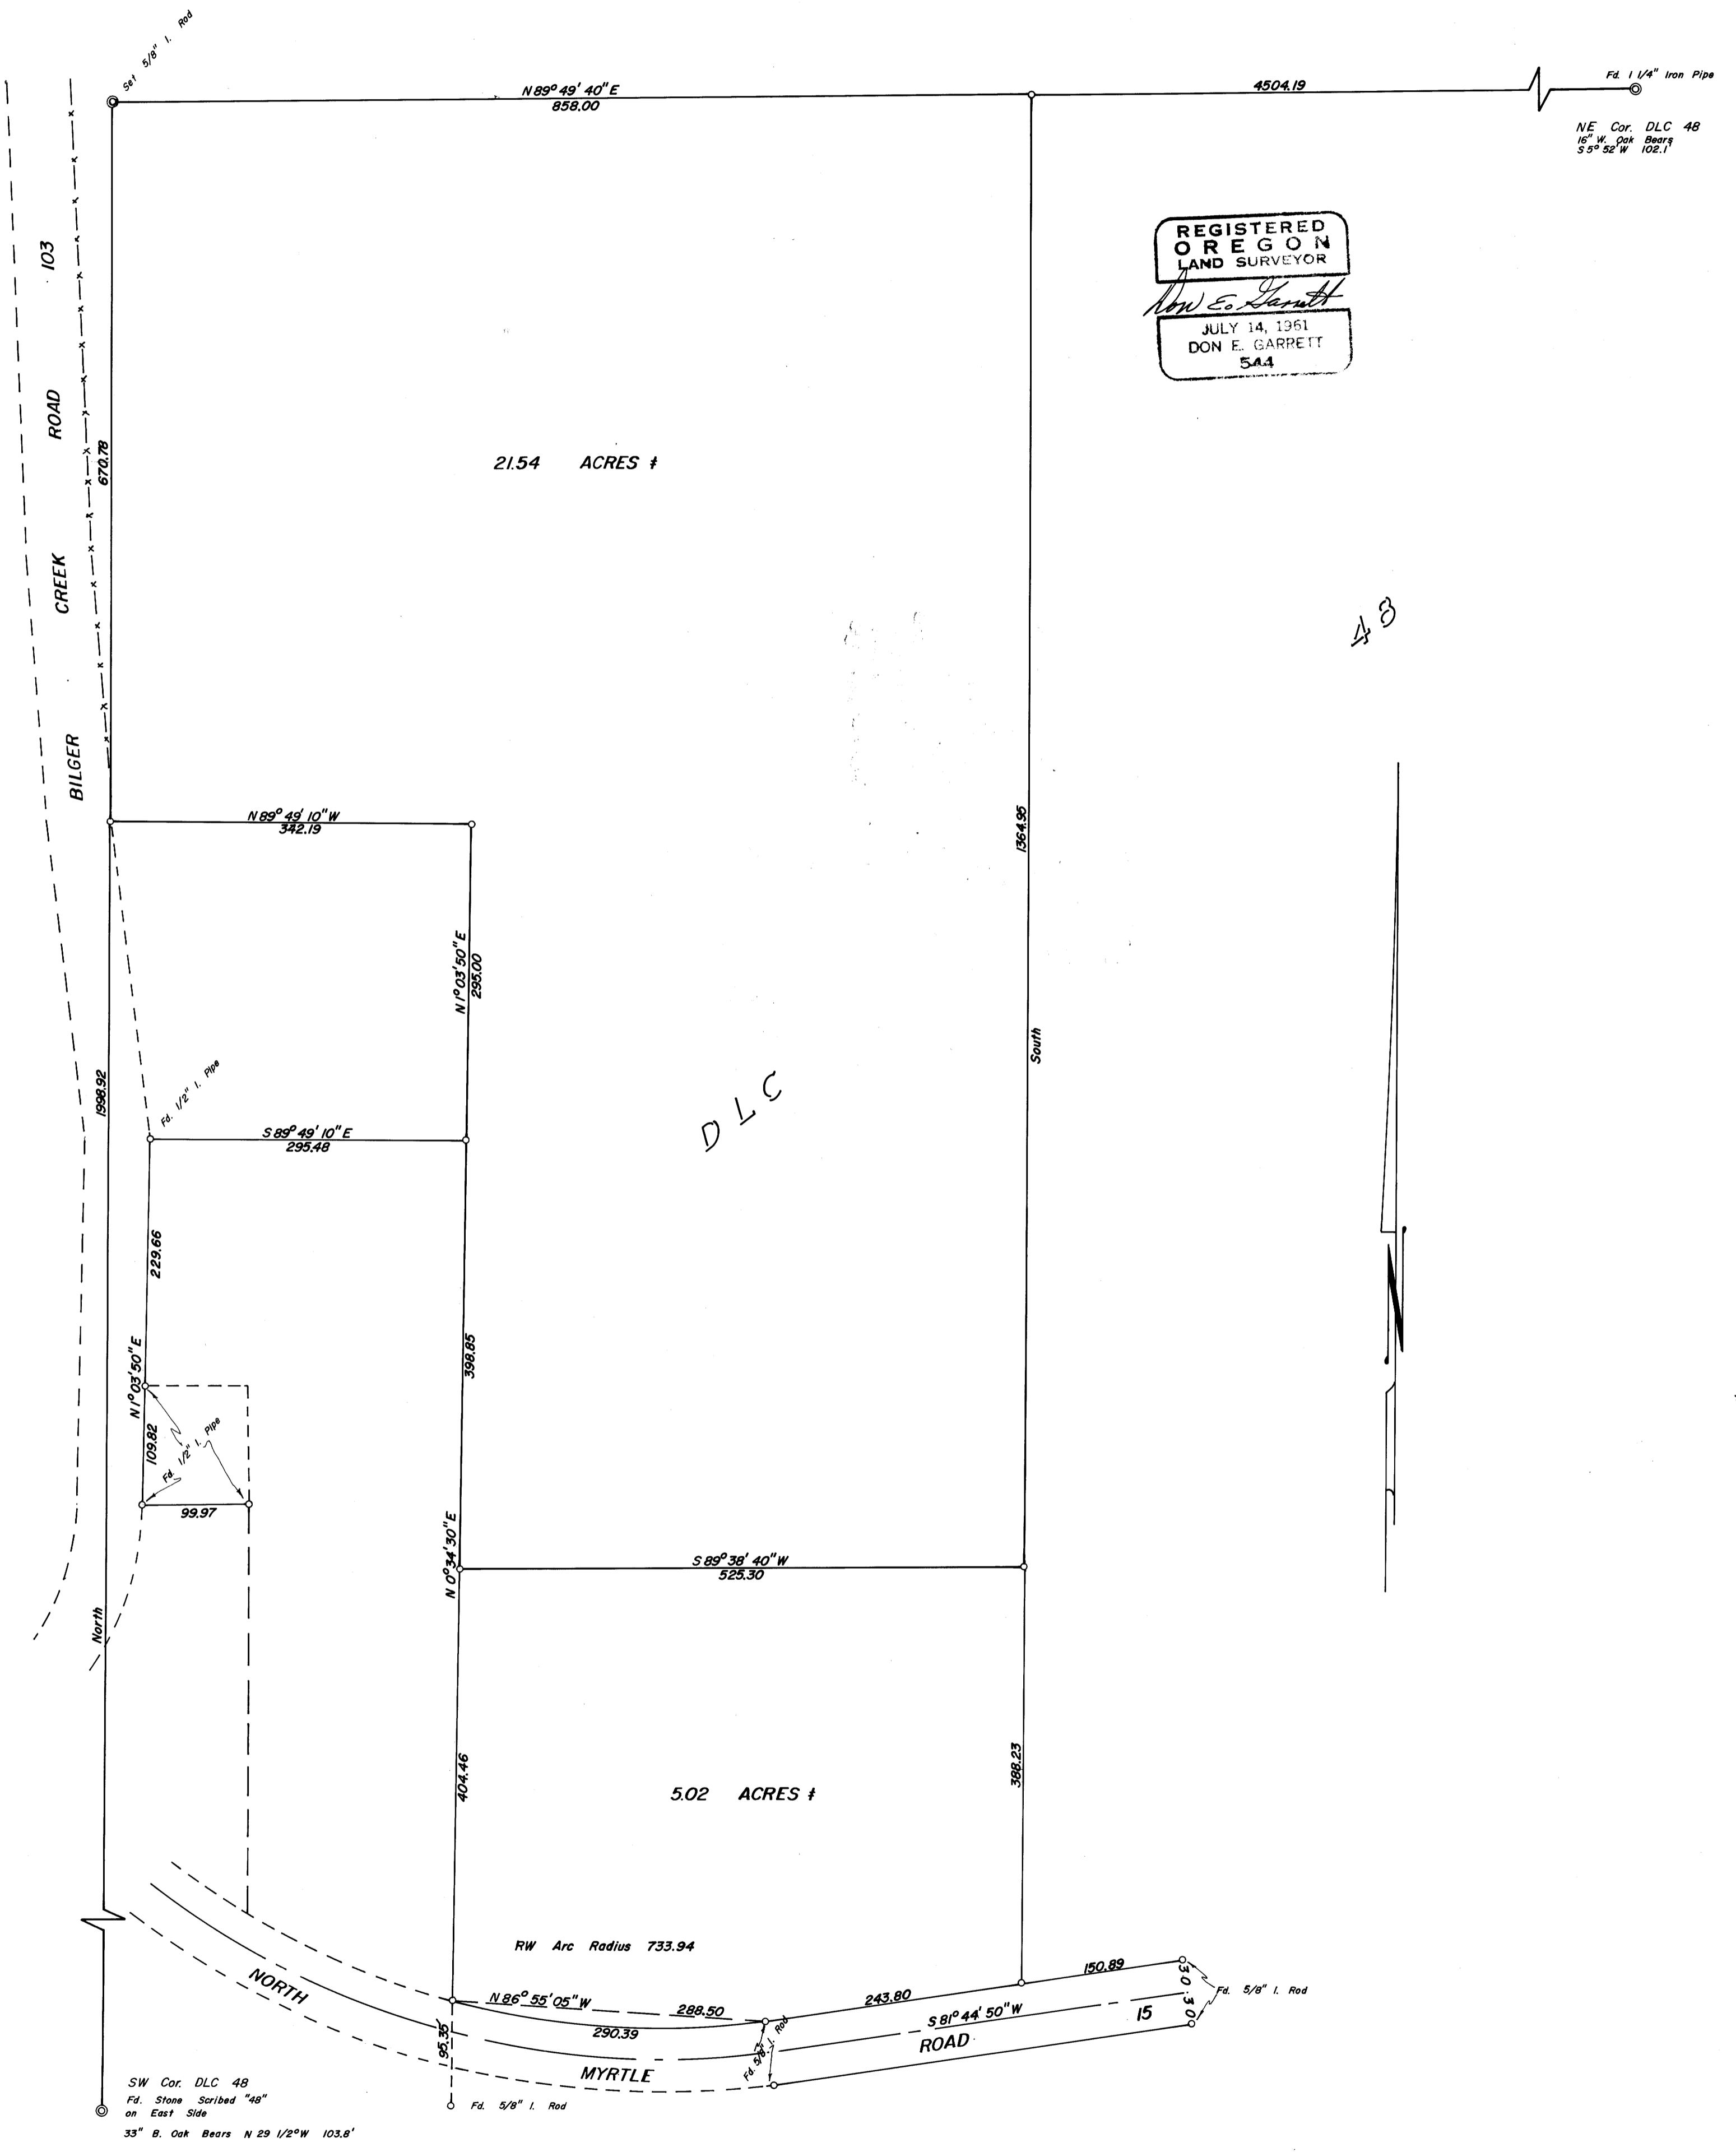 Set 5/8" I. Rod
N 89° 49' 40" E
858.00
4504.19
Fd. 1 1/4" Iron Pipe
NE Cor. DLC 48
16" W. Oak Bears
S 5° 52' W 102.1'
REGISTERED
OREGON
LAND SURVEYOR
Don E. Garrett
JULY 14, 1961
DON E. GARRETT
544
BILGER CREEK ROAD 103
670.78
21.54 ACRES ±
48
N 89° 49' 10" W
342.19
1364.95
South
N 1° 03' 50" E
295.00
1998.92
North
Fd. 1/2" I. Pipe
S 89° 49' 10" E
295.48
DLC
229.66
N 1° 03' 50" E
109.82
Fd. 1/2" I. Pipe
99.97
398.85
N 0° 34' 30" E
S 89° 38' 40" W
525.30
404.46
388.23
5.02 ACRES ±
RW Arc Radius 733.94
N 86° 55' 05" W
288.50
290.39
243.80
150.89
30
30
Fd. 5/8" I. Rod
S 81° 44' 50" W
15
NORTH MYRTLE ROAD
Fd. 5/8" I. Rod
95.35
Fd. 5/8" I. Rod
SW Cor. DLC 48
Fd. Stone Scribed "48"
on East Side
33" B. Oak Bears N 29 1/2° W 103.8'
N